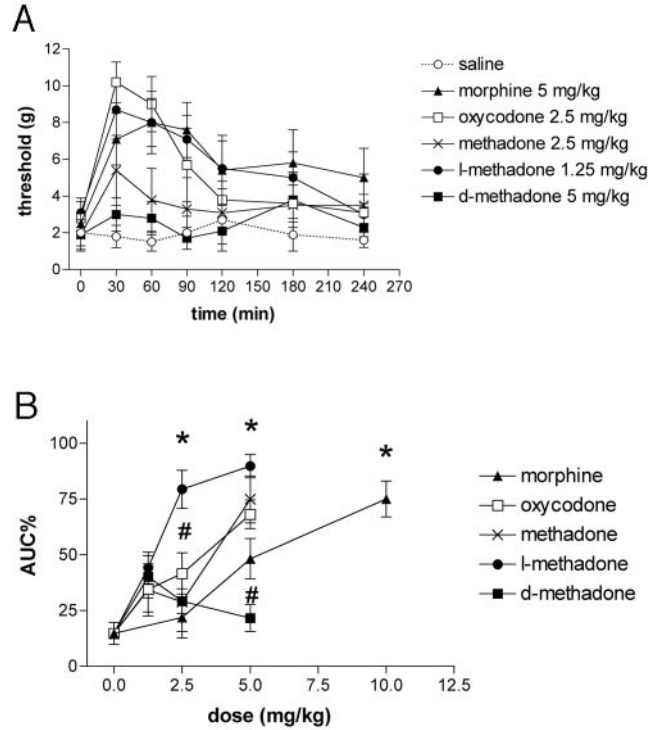 A
12
10
8
6
4
2
0
threshold (g)
0 30 60 90 120 150 180 210 240 270
time (min)
saline
morphine 5 mg/kg
oxycodone 2.5 mg/kg
methadone 2.5 mg/kg
l-methadone 1.25 mg/kg
d-methadone 5 mg/kg
B
100
75
50
25
0
AUC%
* * *
#
#
0.0 2.5 5.0 7.5 10.0 12.5
dose (mg/kg)
morphine
oxycodone
methadone
l-methadone
d-methadone